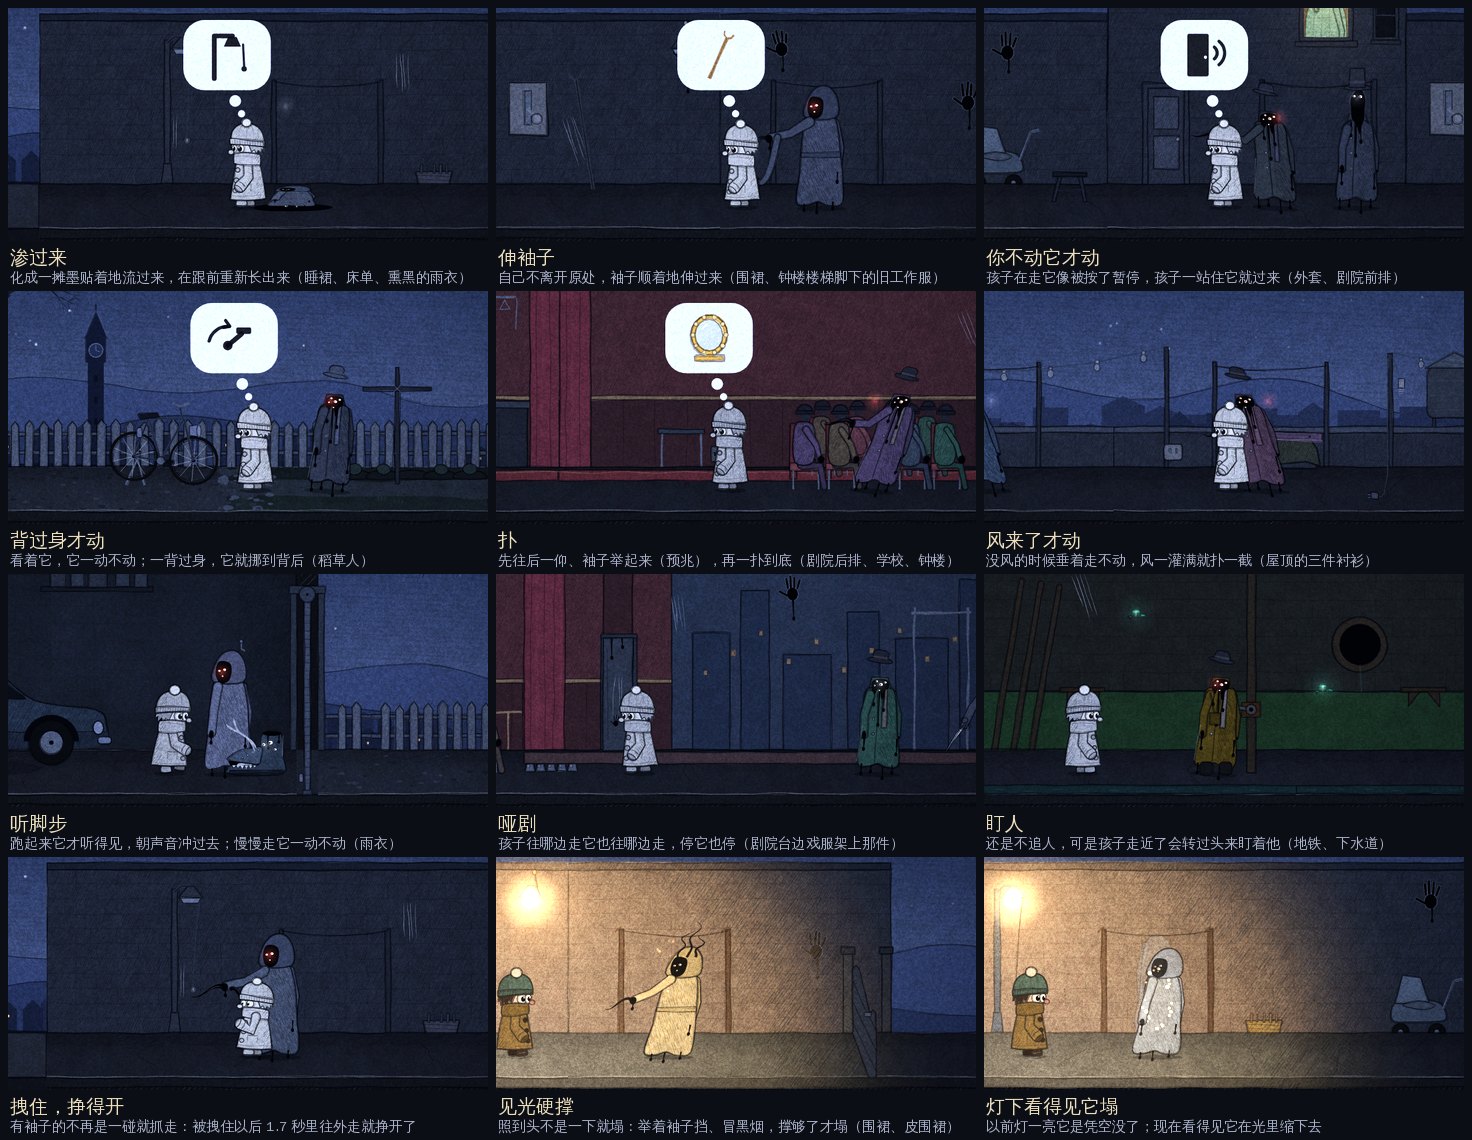 渗过来
化成一摊墨贴着地流过来，在跟前重新长出来（睡裙、床单、熏黑的雨衣）
伸袖子
自己不离开原处，袖子顺着地伸过来（围裙、钟楼楼梯脚下的旧工作服）
你不动它才动
孩子在走它像被按了暂停，孩子一站住它就过来（外套、剧院前排）
背过身才动
看着它，它一动不动；一背过身，它就挪到背后（稻草人）
扑
先往后一仰、袖子举起来（预兆），再一扑到底（剧院后排、学校、钟楼）
风来了才动
没风的时候垂着走不动，风一灌满就扑一截（屋顶的三件衬衫）
听脚步
跑起来它才听得见，朝声音冲过去；慢慢走它一动不动（雨衣）
哑剧
孩子往哪边走它也往哪边走，停它也停（剧院台边戏服架上那件）
盯人
还是不追人，可是孩子走近了会转过头来盯着他（地铁、下水道）
拽住，挣得开
有袖子的不再是一碰就抓走：被拽住以后 1.7 秒里往外走就挣开了
见光硬撑
照到头不是一下就塌：举着袖子挡、冒黑烟，撑够了才塌（围裙、皮围裙）
灯下看得见它塌
以前灯一亮它是凭空没了；现在看得见它在光里缩下去